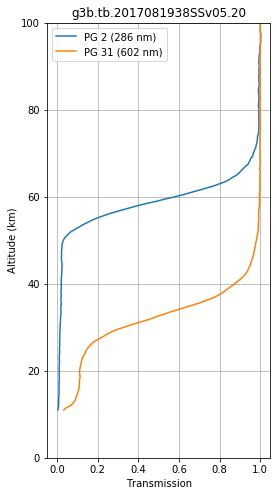 g3b.tb.2017081938SSv05.20
PG 2 (286 nm)
PG 31 (602 nm)
100
80
60
40
20
0
Altitude (km)
0.0 0.2 0.4 0.6 0.8 1.0
Transmission